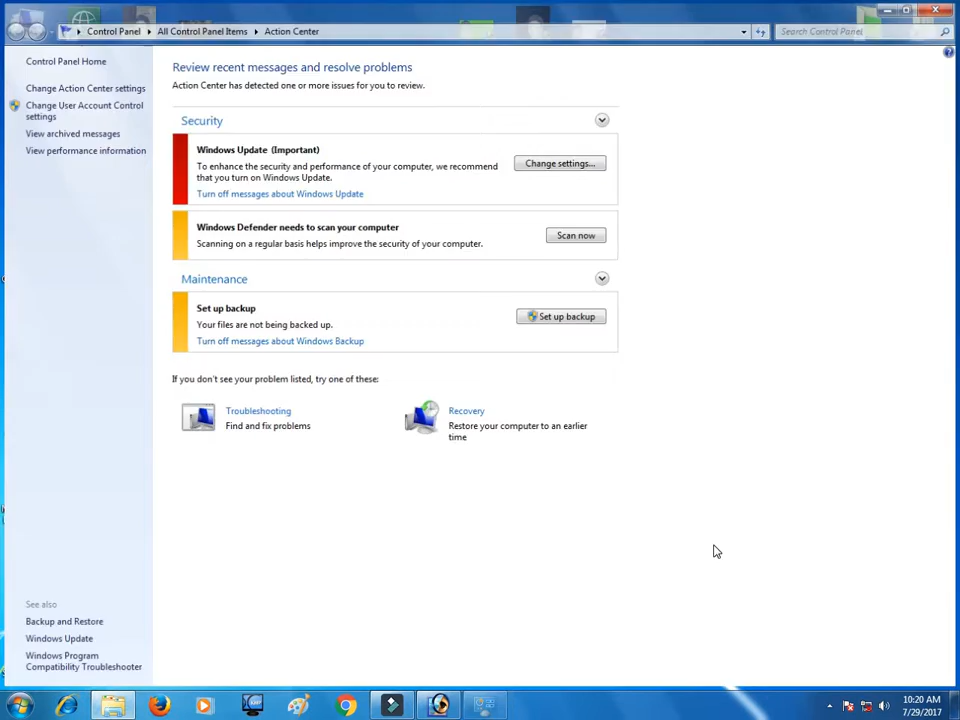 Control Panel
All Control Panel Items
Action Center
Search Control Panel
Control Panel Home
Change Action Center settings
Change User Account Control
settings
View archived messages
View performance information
Review recent messages and resolve problems
Action Center has detected one or more issues for you to review.
Security
Windows Update (Important)
To enhance the security and performance of your computer, we recommend
that you turn on Windows Update.
Turn off messages about Windows Update
Change settings...
Windows Defender needs to scan your computer
Scanning on a regular basis helps improve the security of your computer.
Scan now
Maintenance
Set up backup
Your files are not being backed up.
Turn off messages about Windows Backup
Set up backup
If you don't see your problem listed, try one of these:
Troubleshooting
Find and fix problems
Recovery
Restore your computer to an earlier
time
See also
Backup and Restore
Windows Update
Windows Program
Compatibility Troubleshooter
10:20 AM
7/29/2017